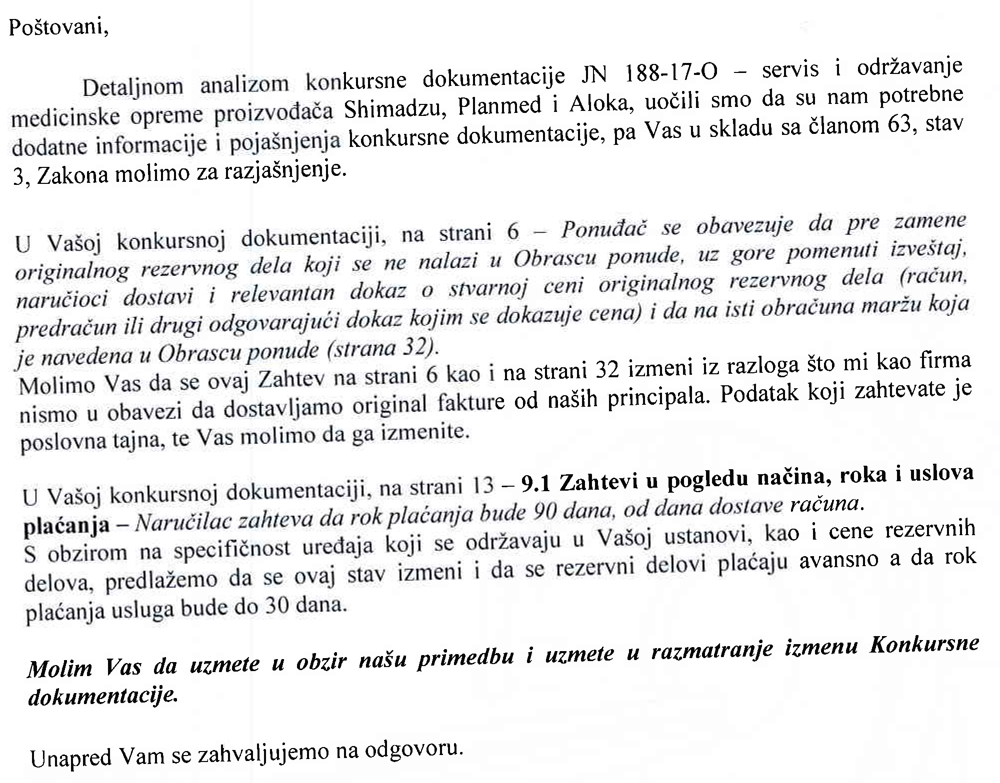 Poštovani,
Detaljnom analizom konkursne dokumentacije JN 188-17-O – servis i održavanje
medicinske opreme proizvođača Shimadzu, Planmed i Aloka, uočili smo da su nam potrebne
dodatne informacije i pojašnjenja konkursne dokumentacije, pa Vas u skladu sa članom 63, stav
3, Zakona molimo za razjašnjenje.
U Vašoj konkursnoj dokumentaciji, na strani 6 – Ponuđač se obavezuje da pre zamene
originalnog rezervnog dela koji se ne nalazi u Obrascu ponude, uz gore pomenuti izveštaj,
naručioci dostavi i relevantan dokaz o stvarnoj ceni originalnog rezervnog dela (račun,
predračun ili drugi odgovarajući dokaz kojim se dokazuje cena) i da na isti obračuna maržu koja
je navedena u Obrascu ponude (strana 32).
Molimo Vas da se ovaj Zahtev na strani 6 kao i na strani 32 izmeni iz razloga što mi kao firma
nismo u obavezi da dostavljamo original fakture od naših principala. Podatak koji zahtevate je
poslovna tajna, te Vas molimo da ga izmenite.
U Vašoj konkursnoj dokumentaciji, na strani 13 – 9.1 Zahtevi u pogledu načina, roka i uslova
plaćanja – Naručilac zahteva da rok plaćanja bude 90 dana, od dana dostave računa.
S obzirom na specifičnost uređaja koji se održavaju u Vašoj ustanovi, kao i cene rezervnih
delova, predlažemo da se ovaj stav izmeni i da se rezervni delovi plaćaju avansno a da rok
plaćanja usluga bude do 30 dana.
Molim Vas da uzmete u obzir našu primedbu i uzmete u razmatranje izmenu Konkursne
dokumentacije.
Unapred Vam se zahvaljujemo na odgovoru.